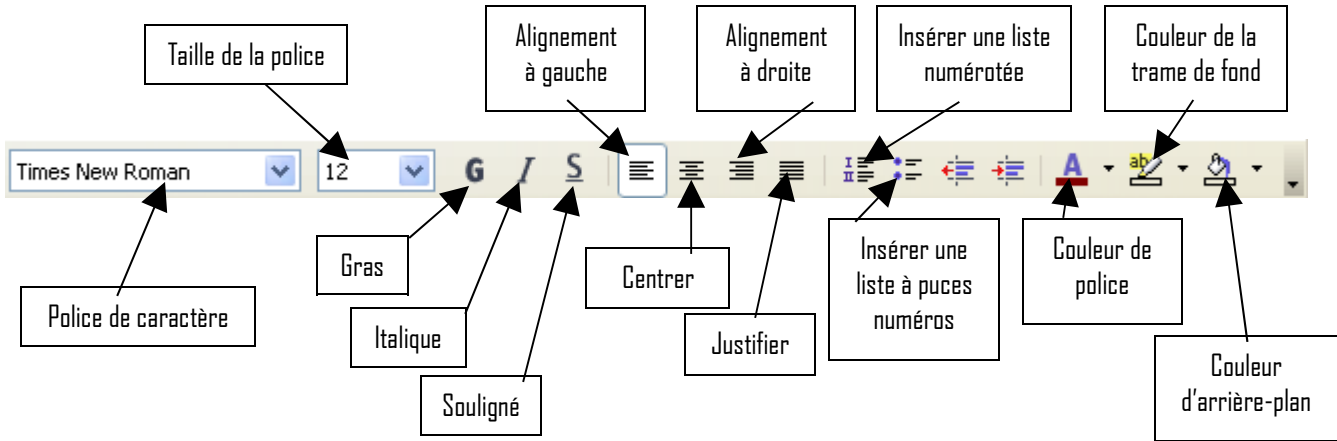 Taille de la police
Alignement
à gauche
Alignement
à droite
Insérer une liste
numérotée
Couleur de la
trame de fond
Times New Roman
12
G
I
S
A
ab
Gras
Centrer
Insérer une
liste à puces
numéros
Couleur de
police
Police de caractère
Italique
Justifier
Souligné
Couleur
d'arrière-plan